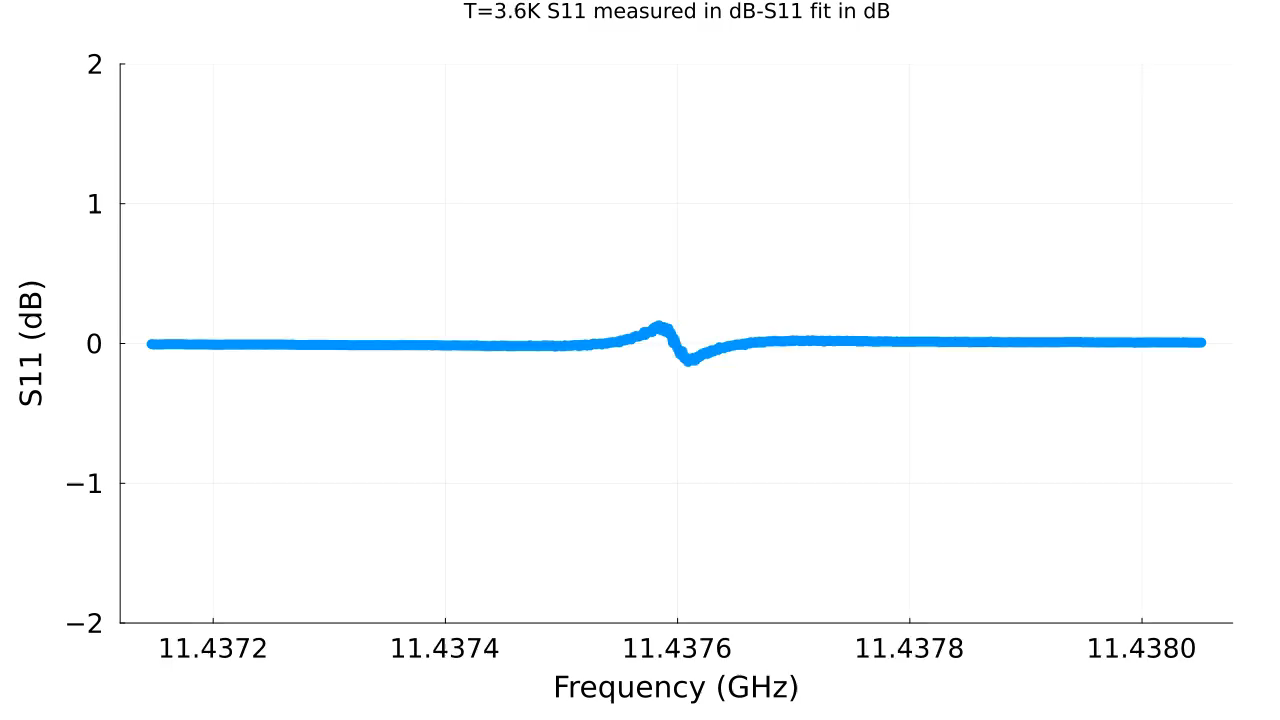 T=3.6K S11 measured in dB-S11 fit in dB
2
1
0
−1
−2
S11 (dB)
11.4372 11.4374 11.4376 11.4378 11.4380
Frequency (GHz)